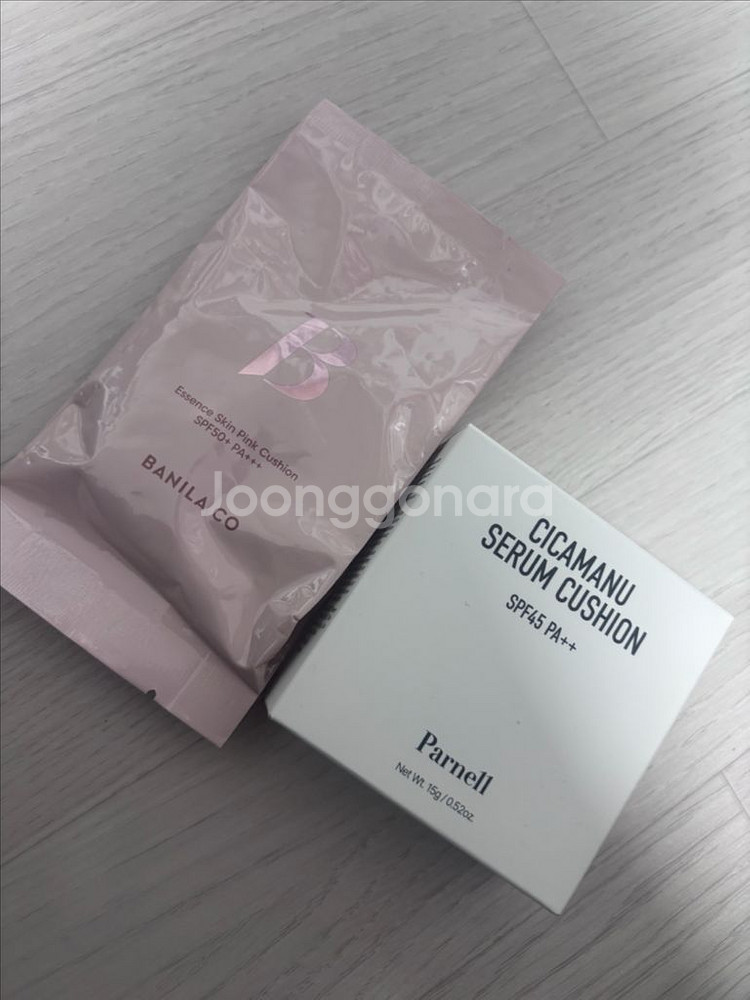 B
Essence Skin Pink Cushion
SPF50+ PA+++
BANILA CO
Joonggonara
CICAMANU
SERUM CUSHION
SPF45 PA++
Parnell
Net Wt. 15g / 0.52oz.